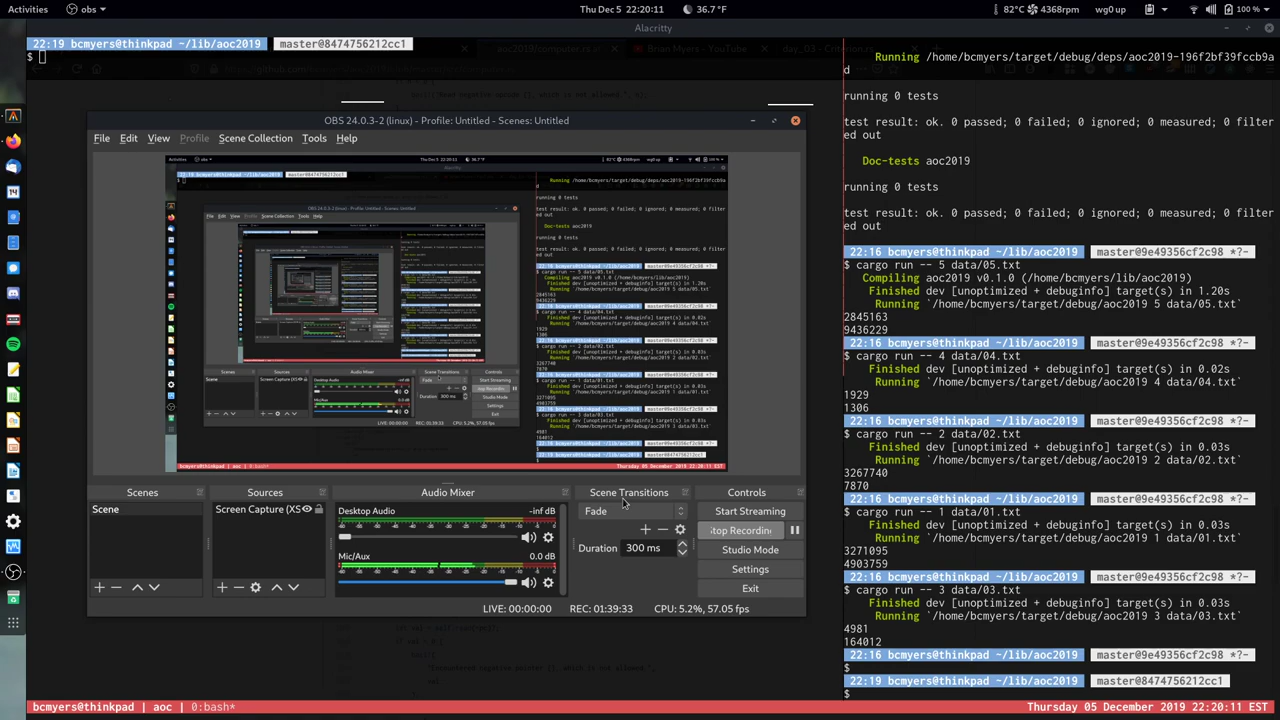 Activities
obs
Thu Dec 5 22:20:11
36.7 °F
82°C
4368rpm
wg0 up
100 %
Alacritty
22:19 bcmyers@thinkpad ~/lib/aoc2019 master@8474756212cc1
$
Brian Myers - YouTube
Running /home/bcmyers/target/debug/deps/aoc2019-196f2bf39fccb9a
d
running 0 tests
test result: ok. 0 passed; 0 failed; 0 ignored; 0 measured; 0 filter
ed out
Doc-tests aoc2019
running 0 tests
test result: ok. 0 passed; 0 failed; 0 ignored; 0 measured; 0 filter
ed out
22:16 bcmyers@thinkpad ~/lib/aoc2019 master@9e49356cf2c98 *?~
$ cargo run -- 5 data/05.txt
Compiling aoc2019 v0.1.0 (/home/bcmyers/lib/aoc2019)
Finished dev [unoptimized + debuginfo] target(s) in 1.20s
Running `/home/bcmyers/target/debug/aoc2019 5 data/05.txt`
2845163
9436229
22:16 bcmyers@thinkpad ~/lib/aoc2019 master@9e49356cf2c98 *?~
$ cargo run -- 4 data/04.txt
Finished dev [unoptimized + debuginfo] target(s) in 0.02s
Running `/home/bcmyers/target/debug/aoc2019 4 data/04.txt`
1929
1306
22:16 bcmyers@thinkpad ~/lib/aoc2019 master@9e49356cf2c98 *?~
$ cargo run -- 2 data/02.txt
Finished dev [unoptimized + debuginfo] target(s) in 0.03s
Running `/home/bcmyers/target/debug/aoc2019 2 data/02.txt`
3267740
7870
22:16 bcmyers@thinkpad ~/lib/aoc2019 master@9e49356cf2c98 *?~
$ cargo run -- 1 data/01.txt
Finished dev [unoptimized + debuginfo] target(s) in 0.03s
Running `/home/bcmyers/target/debug/aoc2019 1 data/01.txt`
3271095
4903759
22:16 bcmyers@thinkpad ~/lib/aoc2019 master@9e49356cf2c98 *?~
$ cargo run -- 3 data/03.txt
Finished dev [unoptimized + debuginfo] target(s) in 0.03s
Running `/home/bcmyers/target/debug/aoc2019 3 data/03.txt`
4981
164012
22:16 bcmyers@thinkpad ~/lib/aoc2019 master@9e49356cf2c98 *?~
$
22:19 bcmyers@thinkpad ~/lib/aoc2019 master@8474756212cc1
$
OBS 24.0.3-2 (linux) - Profile: Untitled - Scenes: Untitled
File Edit View Profile Scene Collection Tools Help
Scenes
Scene
Sources
Screen Capture (XS
Audio Mixer
Desktop Audio -inf dB
Mic/Aux 0.0 dB
Scene Transitions
Fade
Duration 300 ms
Controls
Start Streaming
top Recordin
Studio Mode
Settings
Exit
LIVE: 00:00:00 REC: 01:39:33 CPU: 5.2%, 57.05 fps
bcmyers@thinkpad | aoc | 0:bash*
Thursday 05 December 2019 22:20:11 EST